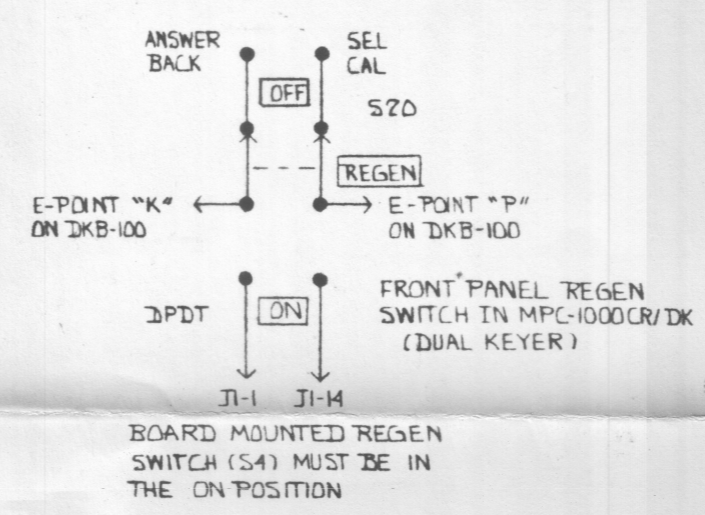 ANSWER BACK
SEL CAL
OFF
S20
REGEN
E-POINT "K"
ON DKB-100
E-POINT "P"
ON DKB-100
DPDT
ON
FRONT PANEL REGEN
SWITCH IN MPC-1000CR/DK
(DUAL KEYER)
J1-1
J1-14
BOARD MOUNTED REGEN
SWITCH (S4) MUST BE IN
THE ON POSITION